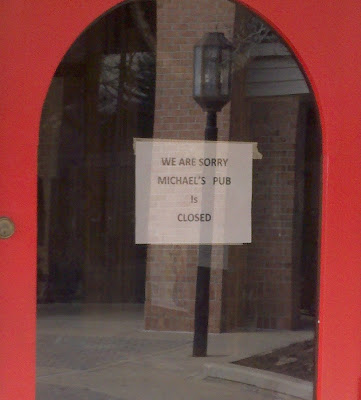 WE ARE SORRY
MICHAEL'S PUB
Is
CLOSED